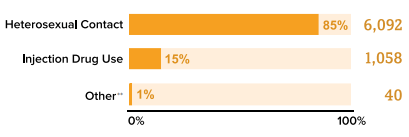 Heterosexual Contact 85% 6,092
Injection Drug Use 15% 1,058
Other** 1% 40
0% 100%